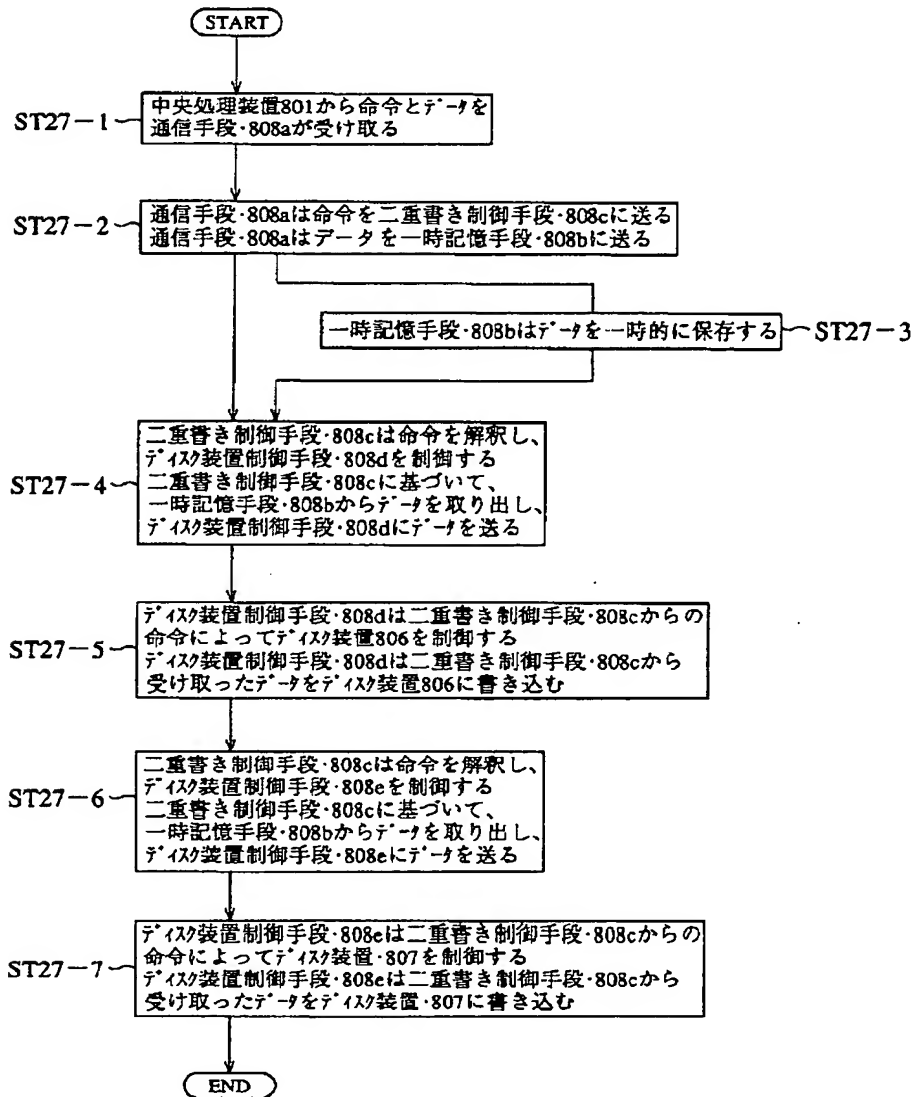 START
ST27-1
中央処理装置801から命令とデータを
通信手段・808aが受け取る
ST27-2
通信手段・808aは命令を二重書き制御手段・808cに送る
通信手段・808aはデータを一時記憶手段・808bに送る
一時記憶手段・808bはデータを一時的に保存する
ST27-3
ST27-4
二重書き制御手段・808cは命令を解釈し、
ディスク装置制御手段・808dを制御する
二重書き制御手段・808cに基づいて、
一時記憶手段・808bからデータを取り出し、
ディスク装置制御手段・808dにデータを送る
ST27-5
ディスク装置制御手段・808dは二重書き制御手段・808cからの
命令によってディスク装置806を制御する
ディスク装置制御手段・808dは二重書き制御手段・808cから
受け取ったデータをディスク装置806に書き込む
ST27-6
二重書き制御手段・808cは命令を解釈し、
ディスク装置制御手段・808eを制御する
二重書き制御手段・808cに基づいて、
一時記憶手段・808bからデータを取り出し、
ディスク装置制御手段・808eにデータを送る
ST27-7
ディスク装置制御手段・808eは二重書き制御手段・808cからの
命令によってディスク装置・807を制御する
ディスク装置制御手段・808eは二重書き制御手段・808cから
受け取ったデータをディスク装置・807に書き込む
END